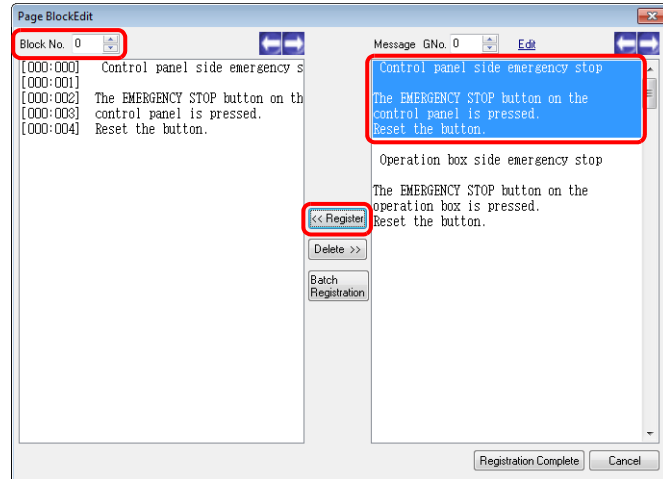 Page BlockEdit
Block No. 0
[000:000] Control panel side emergency s
[000:001]
[000:002] The EMERGENCY STOP button on th
[000:003] control panel is pressed.
[000:004] Reset the button.
<< Register
Delete >>
Batch
Registration
Message GNo. 0 Edit
Control panel side emergency stop
The EMERGENCY STOP button on the
control panel is pressed.
Reset the button.
Operation box side emergency stop
The EMERGENCY STOP button on the
operation box is pressed.
Reset the button.
Registration Complete Cancel